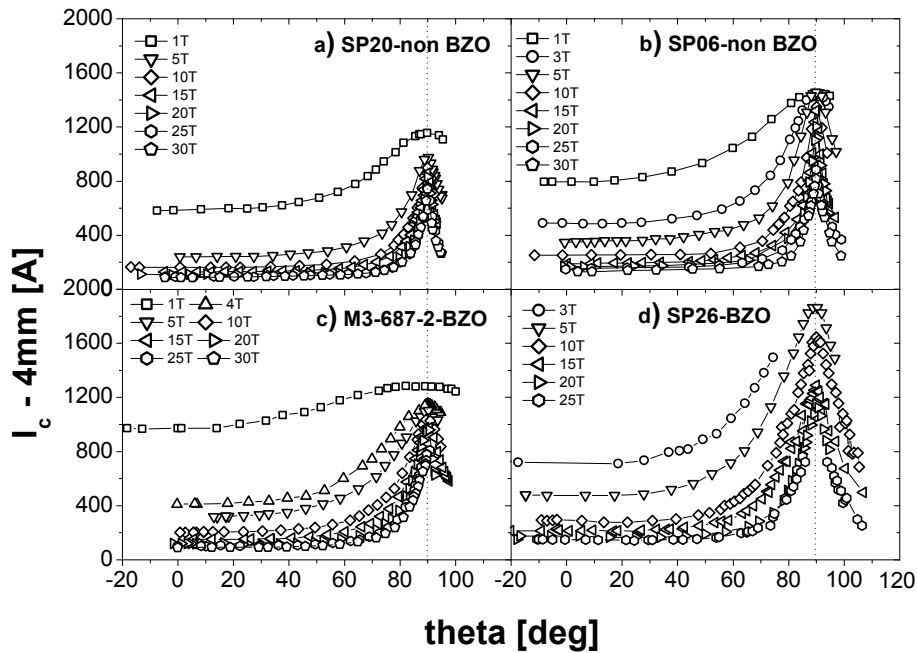 2000
1600
1200
800
400
2000
1600
1200
800
400
0
I_c - 4mm [A]
a) SP20-non BZO
1T
5T
10T
15T
20T
25T
30T
b) SP06-non BZO
1T
3T
5T
10T
15T
20T
25T
30T
c) M3-687-2-BZO
1T 4T
5T 10T
15T 20T
25T 30T
d) SP26-BZO
3T
5T
10T
15T
20T
25T
-20 0 20 40 60 80 100
-20 0 20 40 60 80 100 120
theta [deg]